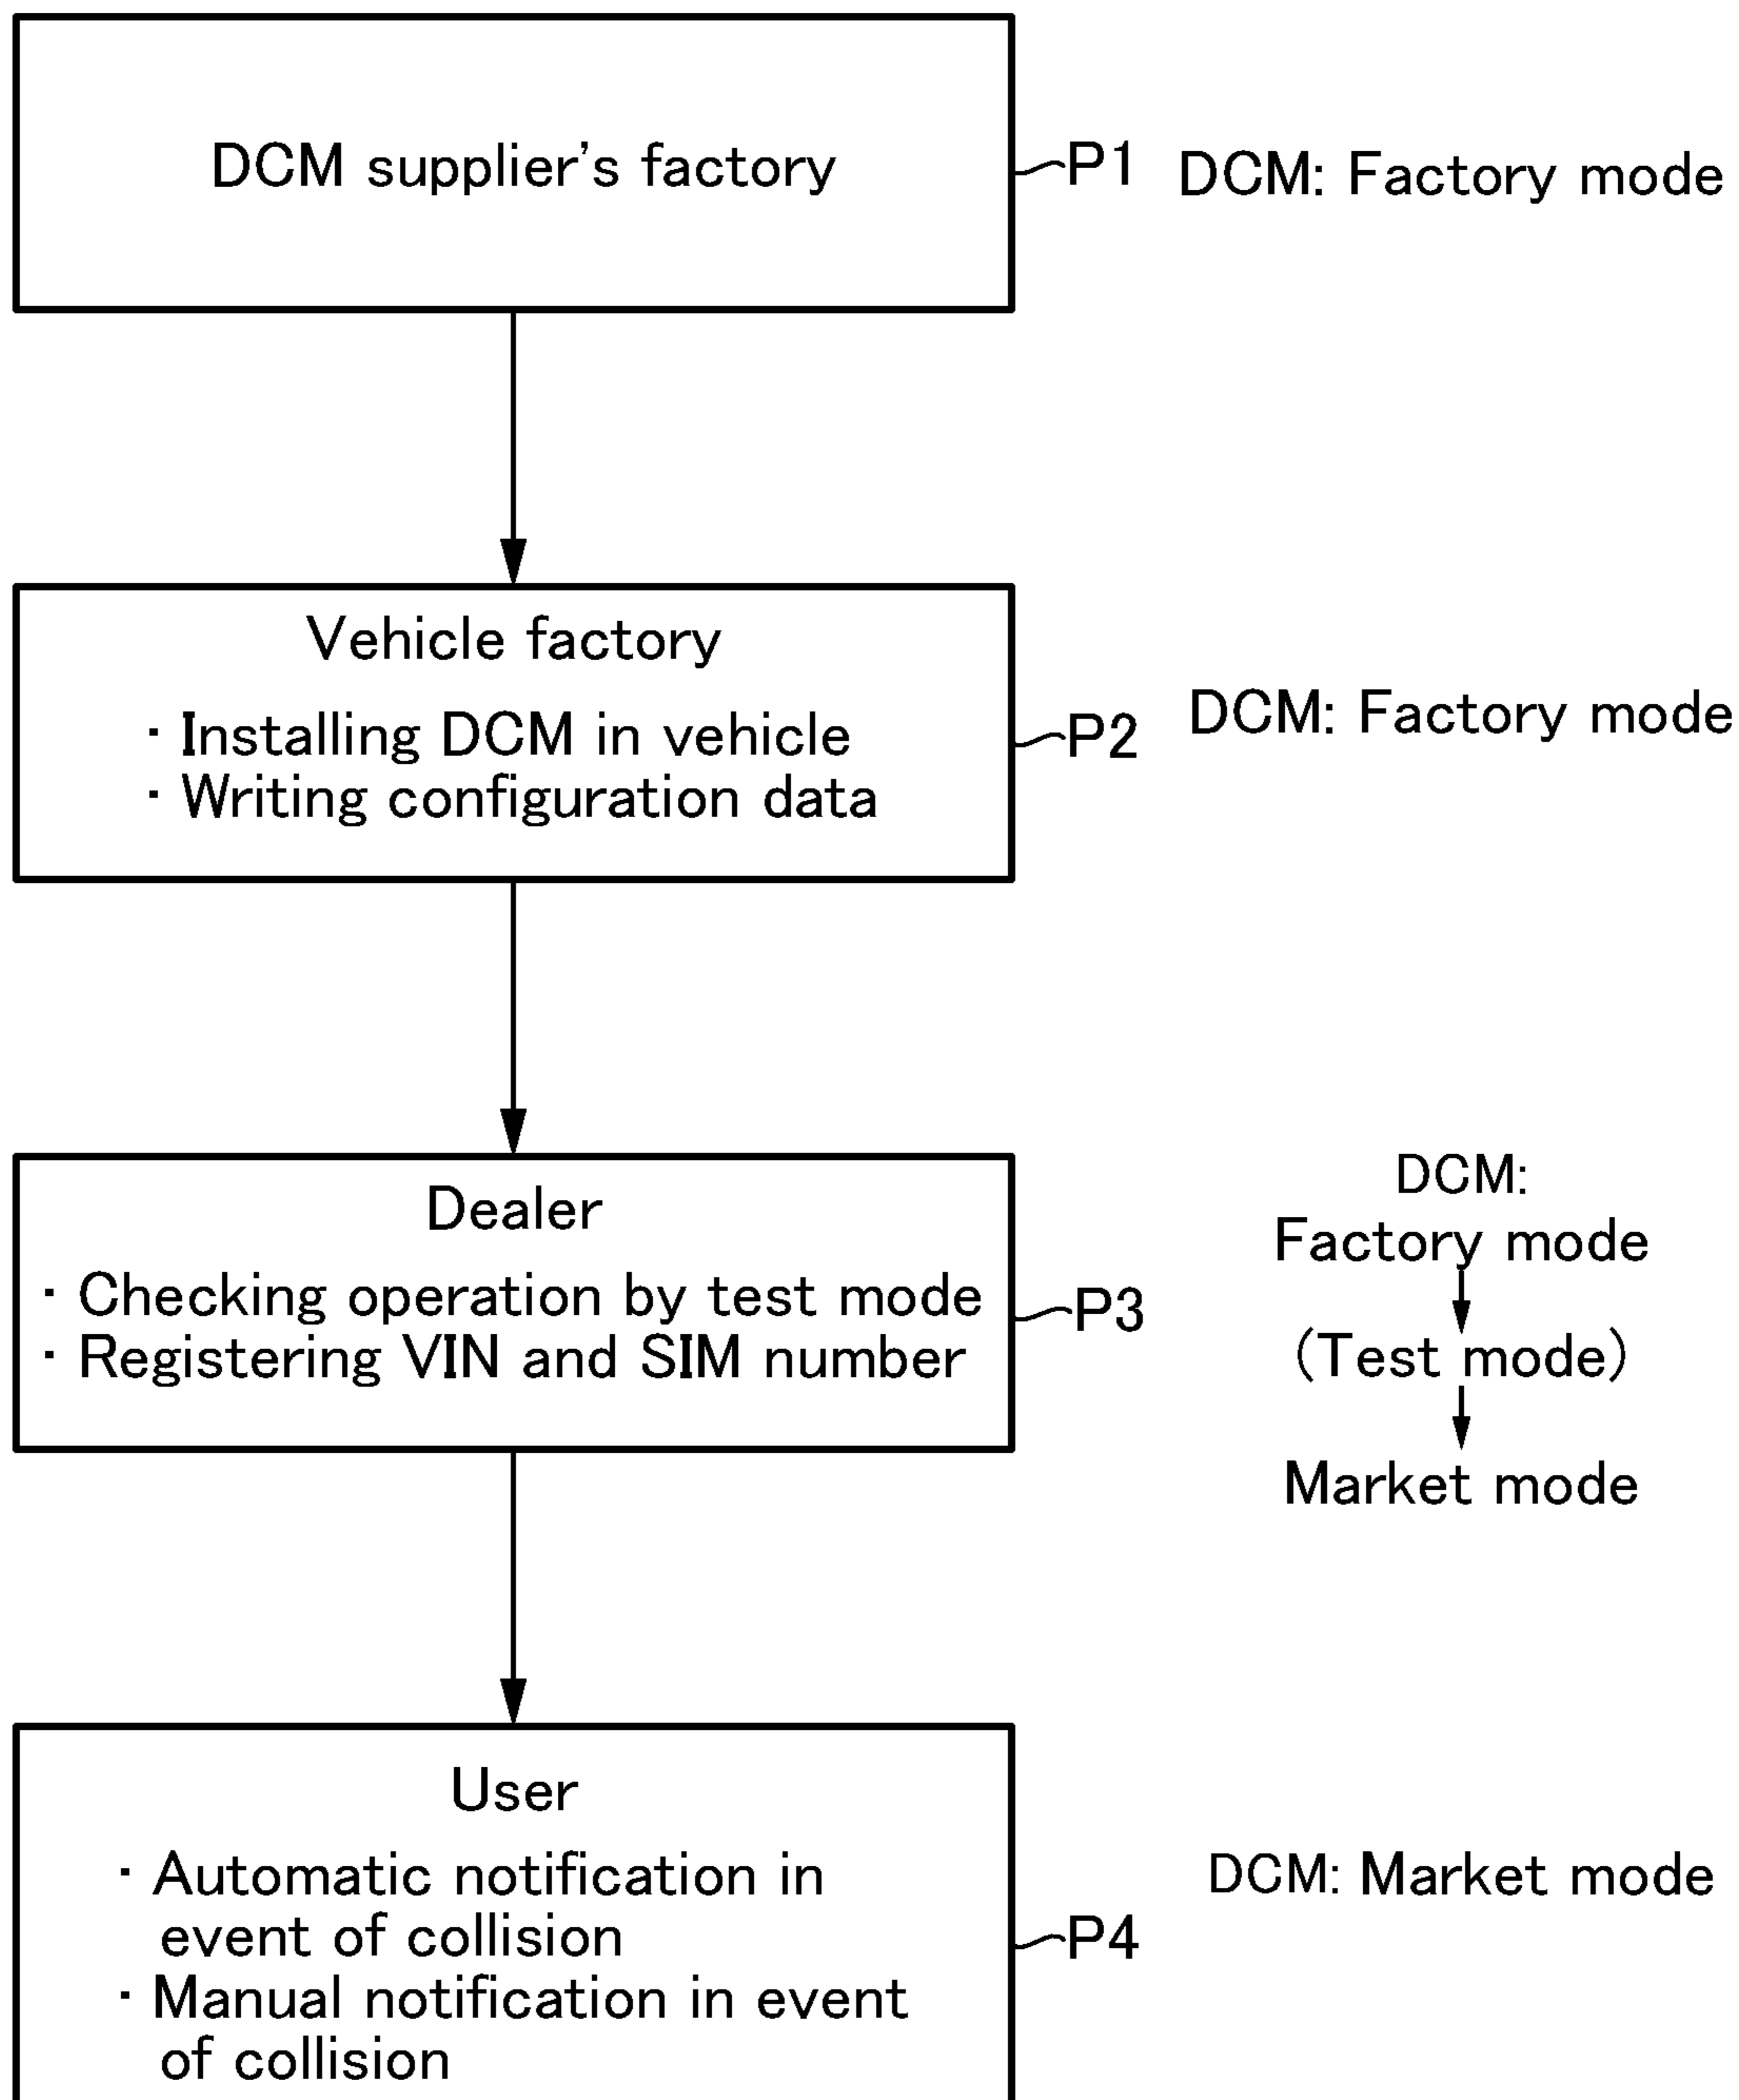 DCM supplier's factory
P1
DCM: Factory mode
Vehicle factory
・Installing DCM in vehicle
・Writing configuration data
P2
DCM: Factory mode
Dealer
・Checking operation by test mode
・Registering VIN and SIM number
P3
DCM:
Factory mode
(Test mode)
Market mode
User
・Automatic notification in
event of collision
・Manual notification in event
of collision
P4
DCM: Market mode